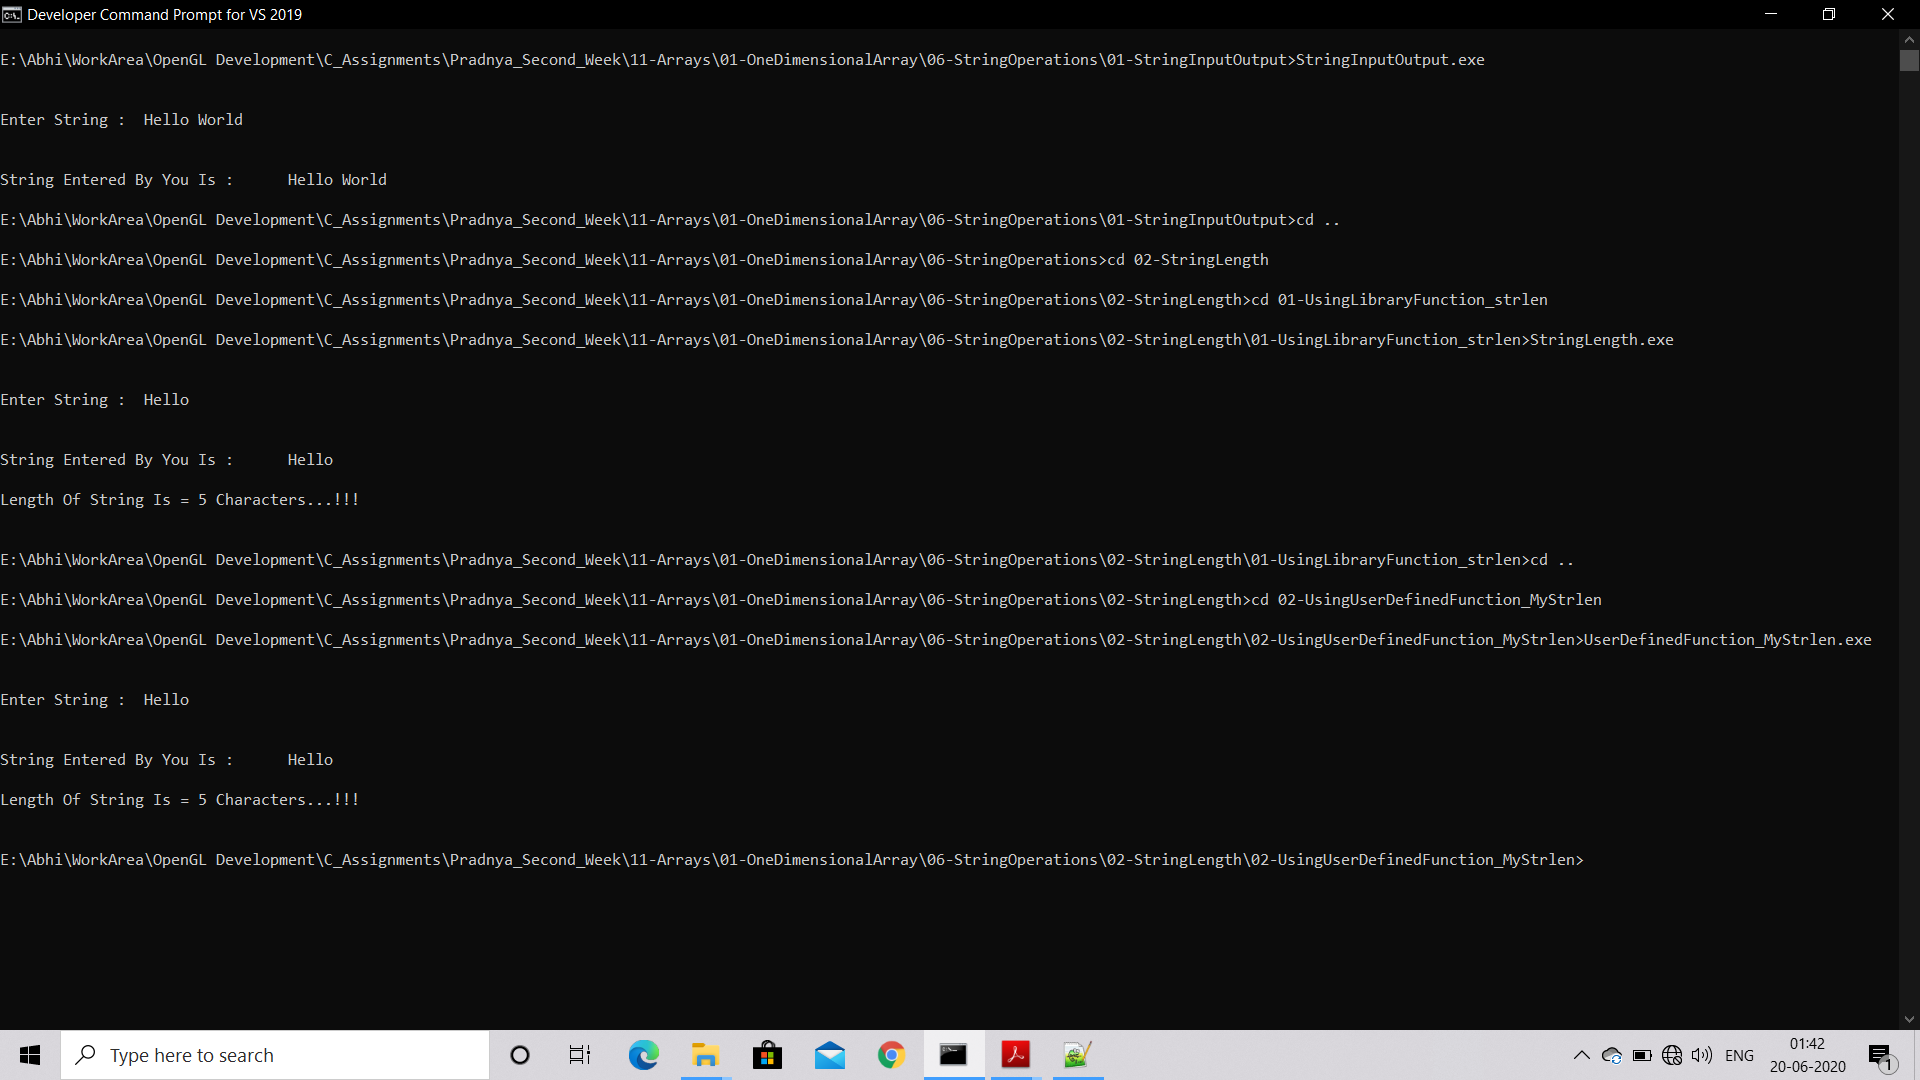 Developer Command Prompt for VS 2019
E:\Abhi\WorkArea\OpenGL Development\C_Assignments\Pradnya_Second_Week\11-Arrays\01-OneDimensionalArray\06-StringOperations\01-StringInputOutput>StringInputOutput.exe
Enter String :  Hello World
String Entered By You Is :      Hello World
E:\Abhi\WorkArea\OpenGL Development\C_Assignments\Pradnya_Second_Week\11-Arrays\01-OneDimensionalArray\06-StringOperations\01-StringInputOutput>cd ..
E:\Abhi\WorkArea\OpenGL Development\C_Assignments\Pradnya_Second_Week\11-Arrays\01-OneDimensionalArray\06-StringOperations>cd 02-StringLength
E:\Abhi\WorkArea\OpenGL Development\C_Assignments\Pradnya_Second_Week\11-Arrays\01-OneDimensionalArray\06-StringOperations\02-StringLength>cd 01-UsingLibraryFunction_strlen
E:\Abhi\WorkArea\OpenGL Development\C_Assignments\Pradnya_Second_Week\11-Arrays\01-OneDimensionalArray\06-StringOperations\02-StringLength\01-UsingLibraryFunction_strlen>StringLength.exe
Enter String :  Hello
String Entered By You Is :      Hello
Length Of String Is = 5 Characters...!!!
E:\Abhi\WorkArea\OpenGL Development\C_Assignments\Pradnya_Second_Week\11-Arrays\01-OneDimensionalArray\06-StringOperations\02-StringLength\01-UsingLibraryFunction_strlen>cd ..
E:\Abhi\WorkArea\OpenGL Development\C_Assignments\Pradnya_Second_Week\11-Arrays\01-OneDimensionalArray\06-StringOperations\02-StringLength>cd 02-UsingUserDefinedFunction_MyStrlen
E:\Abhi\WorkArea\OpenGL Development\C_Assignments\Pradnya_Second_Week\11-Arrays\01-OneDimensionalArray\06-StringOperations\02-StringLength\02-UsingUserDefinedFunction_MyStrlen>UserDefinedFunction_MyStrlen.exe
Enter String :  Hello
String Entered By You Is :      Hello
Length Of String Is = 5 Characters...!!!
E:\Abhi\WorkArea\OpenGL Development\C_Assignments\Pradnya_Second_Week\11-Arrays\01-OneDimensionalArray\06-StringOperations\02-StringLength\02-UsingUserDefinedFunction_MyStrlen>
Type here to search
ENG
01:42
20-06-2020
1